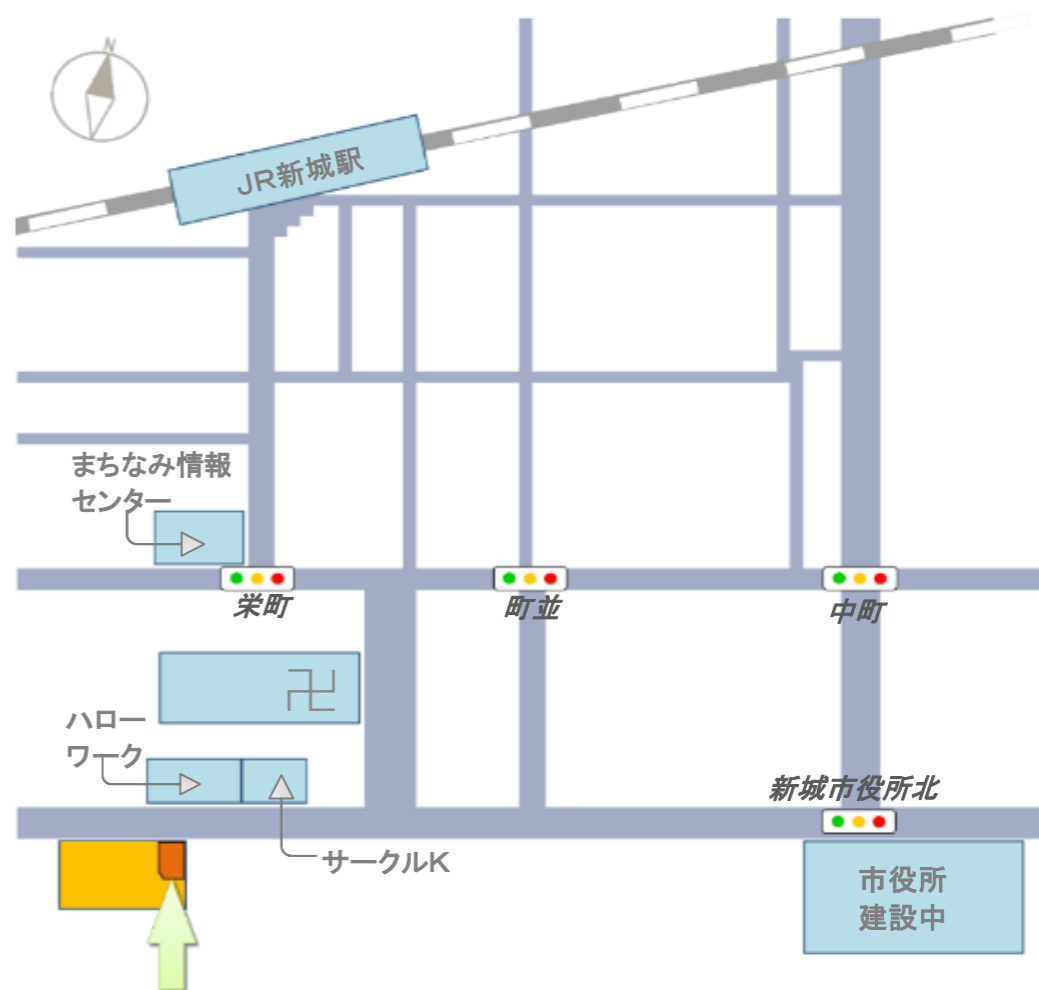 N
JR新城駅
まちなみ情報
センター
栄町
町並
中町
卍
ハロー
ワーク
新城市役所北
サークルK
市役所
建設中